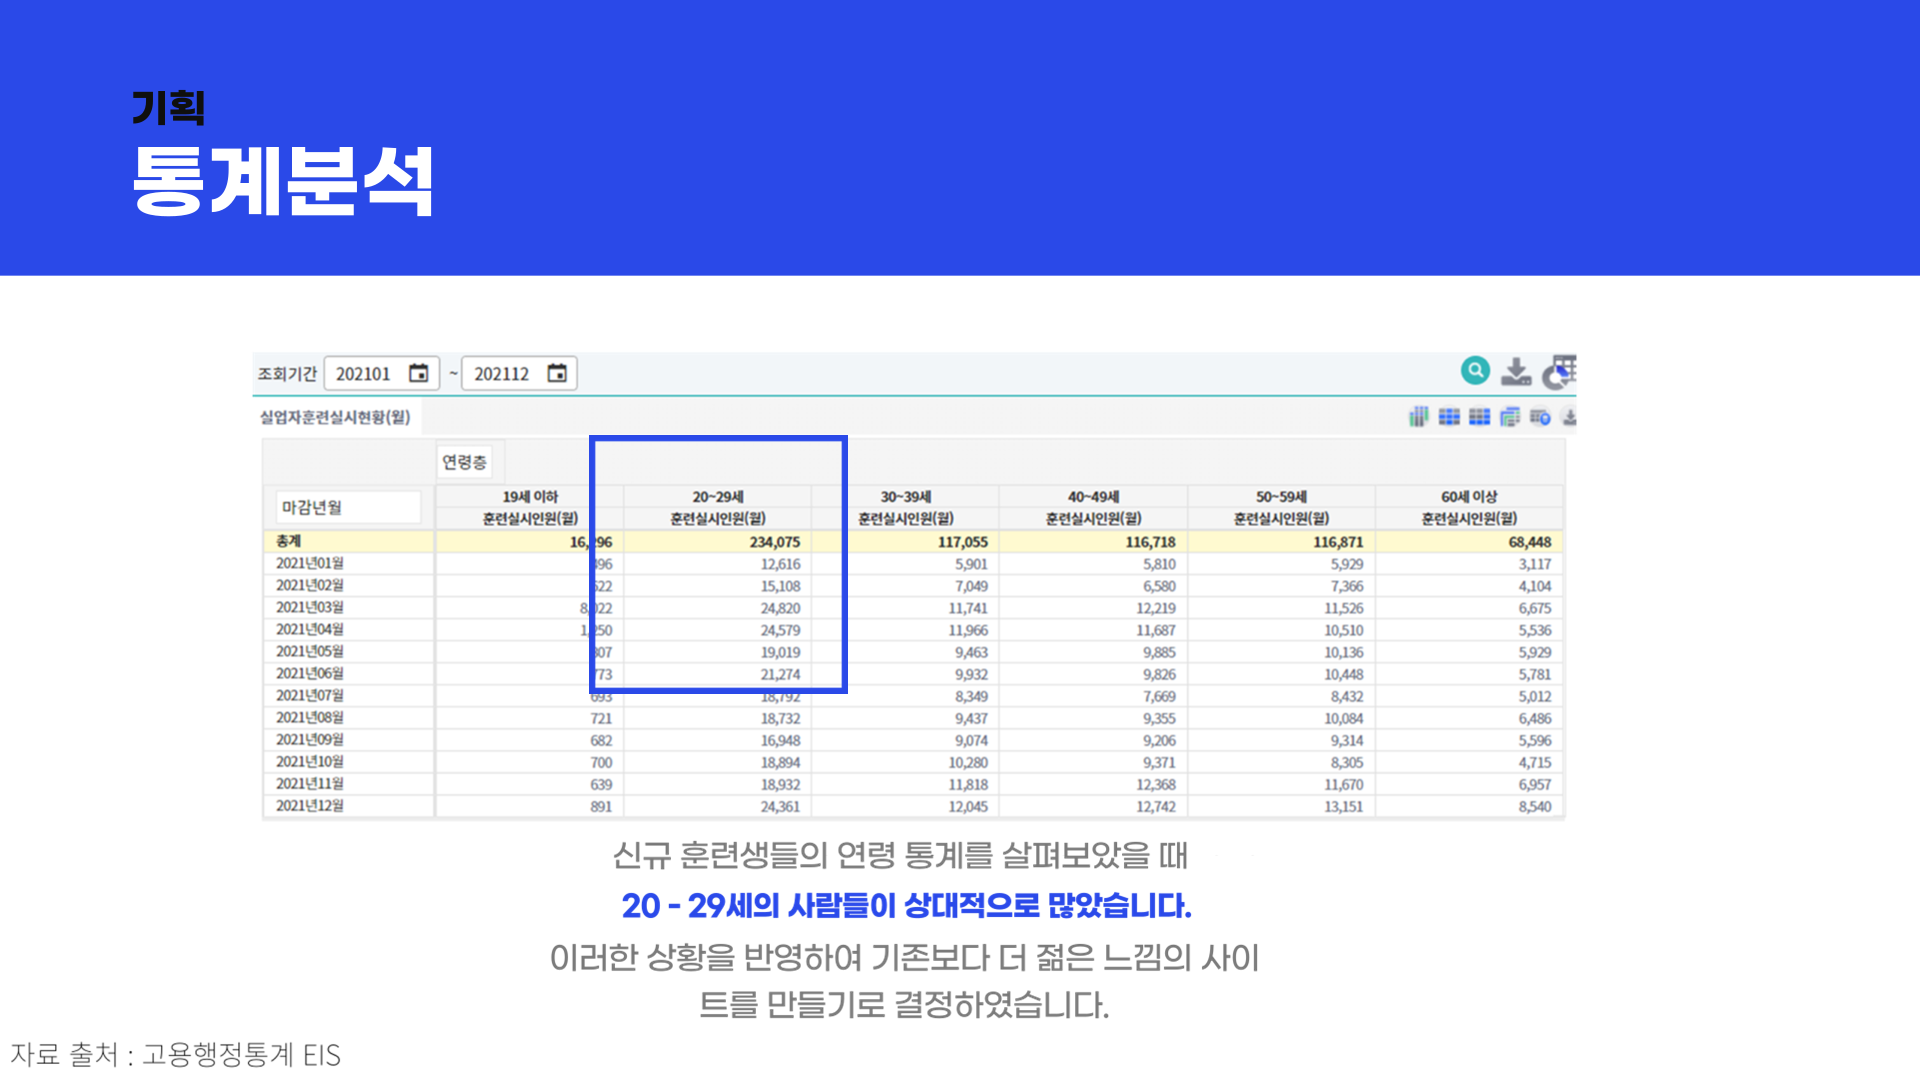 기획
통계분석
조회기간 202101 ~ 202112
실업자훈련실시현황(월)
연령층
마감년월 19세 이하 20~29세 30~39세 40~49세 50~59세 60세 이상
훈련실시인원(월) 훈련실시인원(월) 훈련실시인원(월) 훈련실시인원(월) 훈련실시인원(월) 훈련실시인원(월)
총계 234,075 117,055 116,718 116,871 68,448
2021년01월 12,616 5,901 5,810 5,929 3,117
2021년02월 15,108 7,049 6,580 7,366 4,104
2021년03월 24,820 11,741 12,219 11,526 6,675
2021년04월 24,579 11,966 11,687 10,510 5,536
2021년05월 19,019 9,463 9,885 10,136 5,929
2021년06월 21,274 9,932 9,826 10,448 5,781
2021년07월 693 18,792 8,349 7,669 8,432 5,012
2021년08월 721 18,732 9,437 9,355 10,084 6,486
2021년09월 682 16,948 9,074 9,206 9,314 5,596
2021년10월 700 18,894 10,280 9,371 8,305 4,715
2021년11월 639 18,932 11,818 12,368 11,670 6,957
2021년12월 891 24,361 12,045 12,742 13,151 8,540
신규 훈련생들의 연령 통계를 살펴보았을 때
20 - 29세의 사람들이 상대적으로 많았습니다.
이러한 상황을 반영하여 기존보다 더 젊은 느낌의 사이
트를 만들기로 결정하였습니다.
자료 출처 : 고용행정통계 EIS